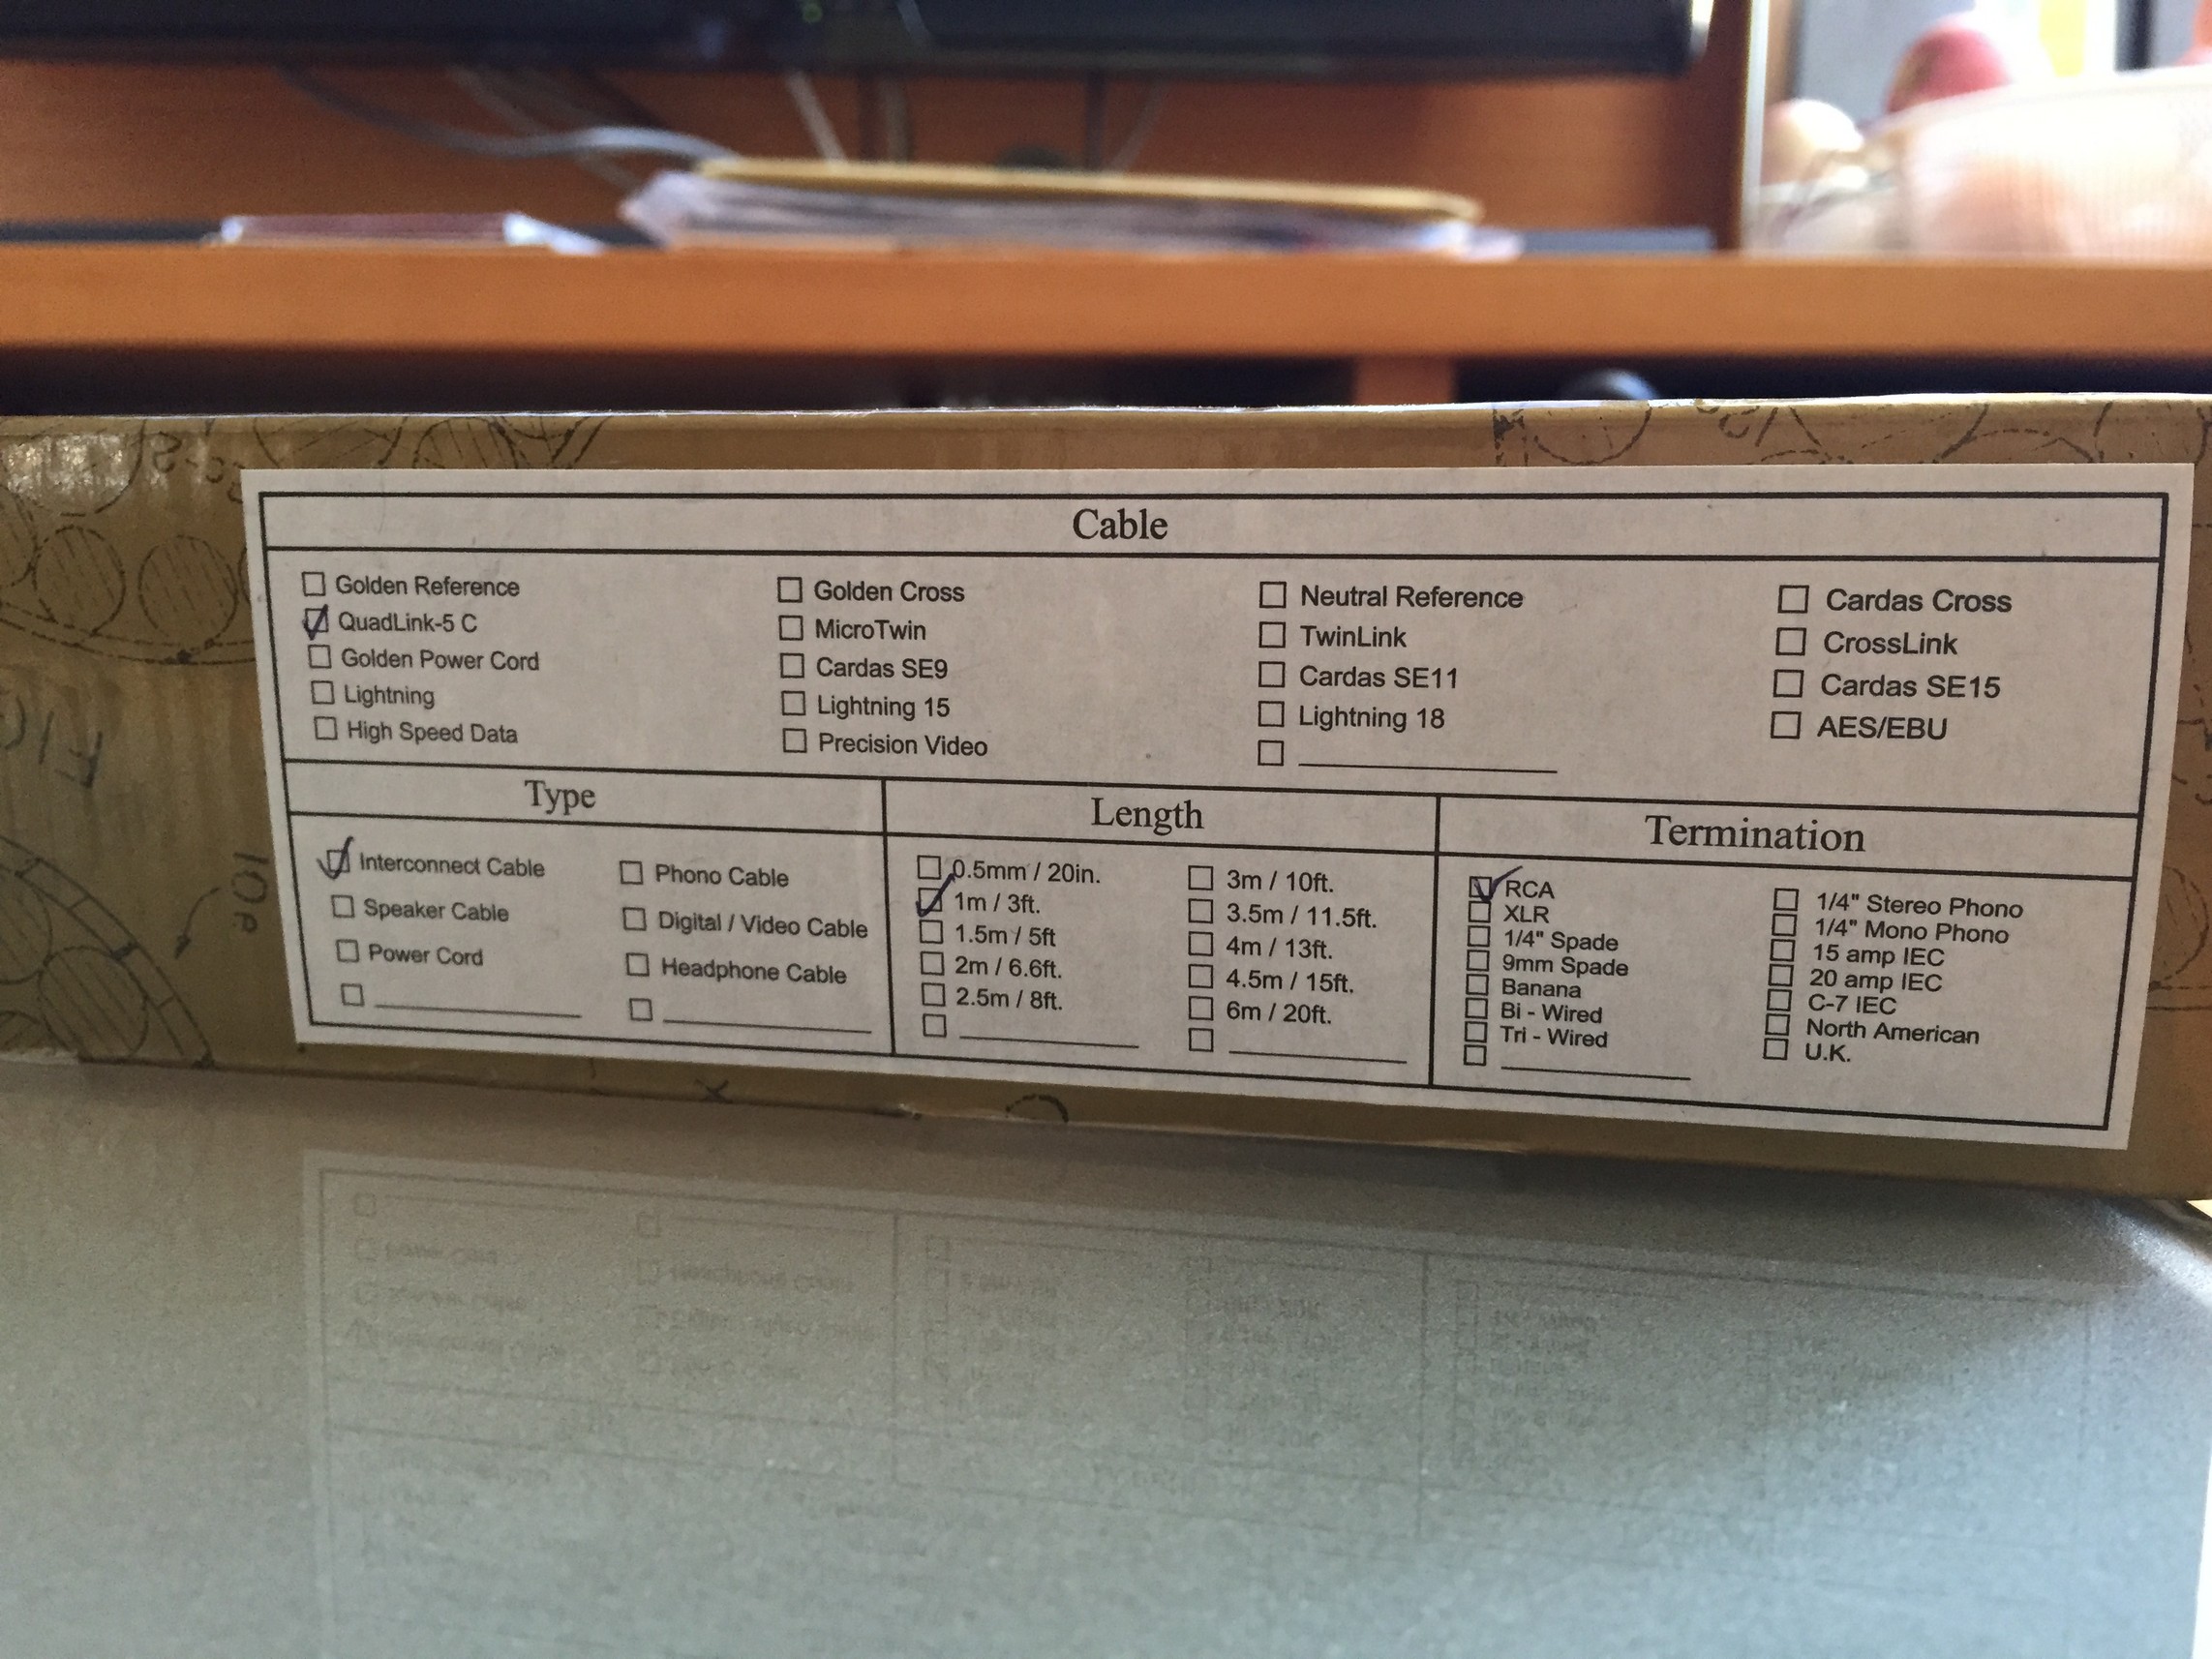 Cable
Golden Reference
QuadLink-5 C
Golden Power Cord
Lightning
High Speed Data
Golden Cross
MicroTwin
Cardas SE9
Lightning 15
Precision Video
Neutral Reference
TwinLink
Cardas SE11
Lightning 18
Cardas Cross
CrossLink
Cardas SE15
AES/EBU
Type
Interconnect Cable
Speaker Cable
Power Cord
Phono Cable
Digital / Video Cable
Headphone Cable
Length
0.5mm / 20in.
1m / 3ft.
1.5m / 5ft
2m / 6.6ft.
2.5m / 8ft.
3m / 10ft.
3.5m / 11.5ft.
4m / 13ft.
4.5m / 15ft.
6m / 20ft.
Termination
RCA
XLR
1/4" Spade
9mm Spade
Banana
Bi - Wired
Tri - Wired
1/4" Stereo Phono
1/4" Mono Phono
15 amp IEC
20 amp IEC
C-7 IEC
North American
U.K.